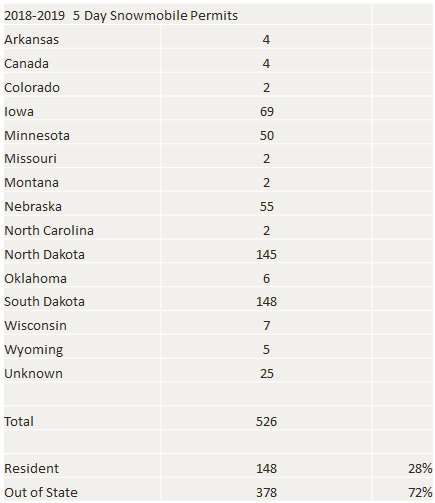 2018-2019  5 Day Snowmobile Permits
Arkansas 4
Canada 4
Colorado 2
Iowa 69
Minnesota 50
Missouri 2
Montana 2
Nebraska 55
North Carolina 2
North Dakota 145
Oklahoma 6
South Dakota 148
Wisconsin 7
Wyoming 5
Unknown 25
Total 526
Resident 148 28%
Out of State 378 72%